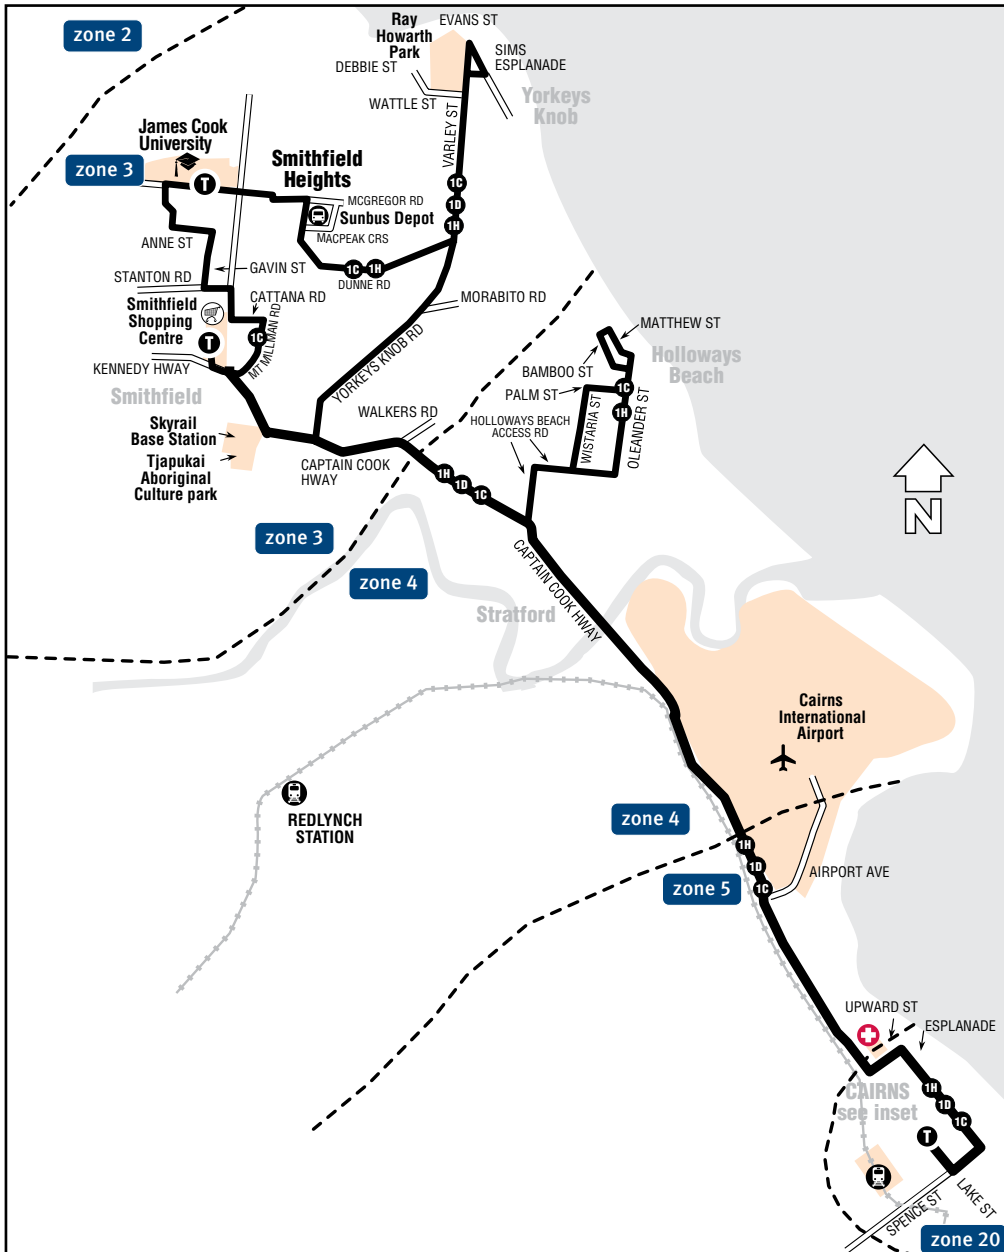 zone 2
Ray
Howarth
Park
EVANS ST
SIMS
ESPLANADE
DEBBIE ST
WATTLE ST
Yorkeys
Knob
VARLEY ST
James Cook
University
zone 3
T
Smithfield
Heights
MCGREGOR RD
Sunbus Depot
MACPEAK CRS
1C
1D
1H
ANNE ST
GAVIN ST
STANTON RD
CATTANA RD
1C
1H
DUNNE RD
MORABITO RD
Smithfield
Shopping
Centre
T
1C
MT MILLMAN RD
KENNEDY HWAY
YORKEYS KNOB RD
MATTHEW ST
Holloways
Beach
BAMBOO ST
PALM ST
1C
1H
WISTARIA ST
OLEANDER ST
Smithfield
WALKERS RD
HOLLOWAYS BEACH
ACCESS RD
Skyrail
Base Station
Tjapukai
Aboriginal
Culture park
CAPTAIN COOK
HWAY
1H
1D
1C
N
zone 3
zone 4
CAPTAIN COOK HWAY
Stratford
Cairns
International
Airport
REDLYNCH
STATION
zone 4
1H
1D
1C
zone 5
AIRPORT AVE
UPWARD ST
ESPLANADE
CAIRNS
see inset
1H
1D
1C
T
SPENCE ST
LAKE ST
zone 20